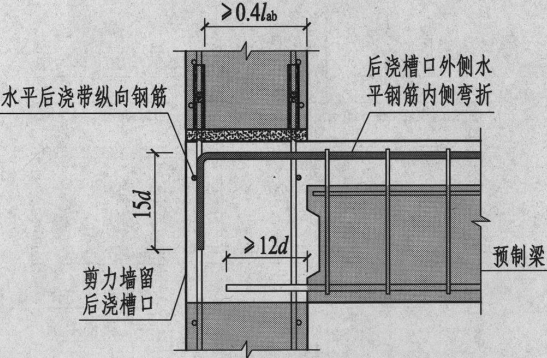 ≥0.4lab
水平后浇带纵向钢筋
后浇槽口外侧水
平钢筋内侧弯折
15d
≥12d
剪力墙留
后浇槽口
预制梁